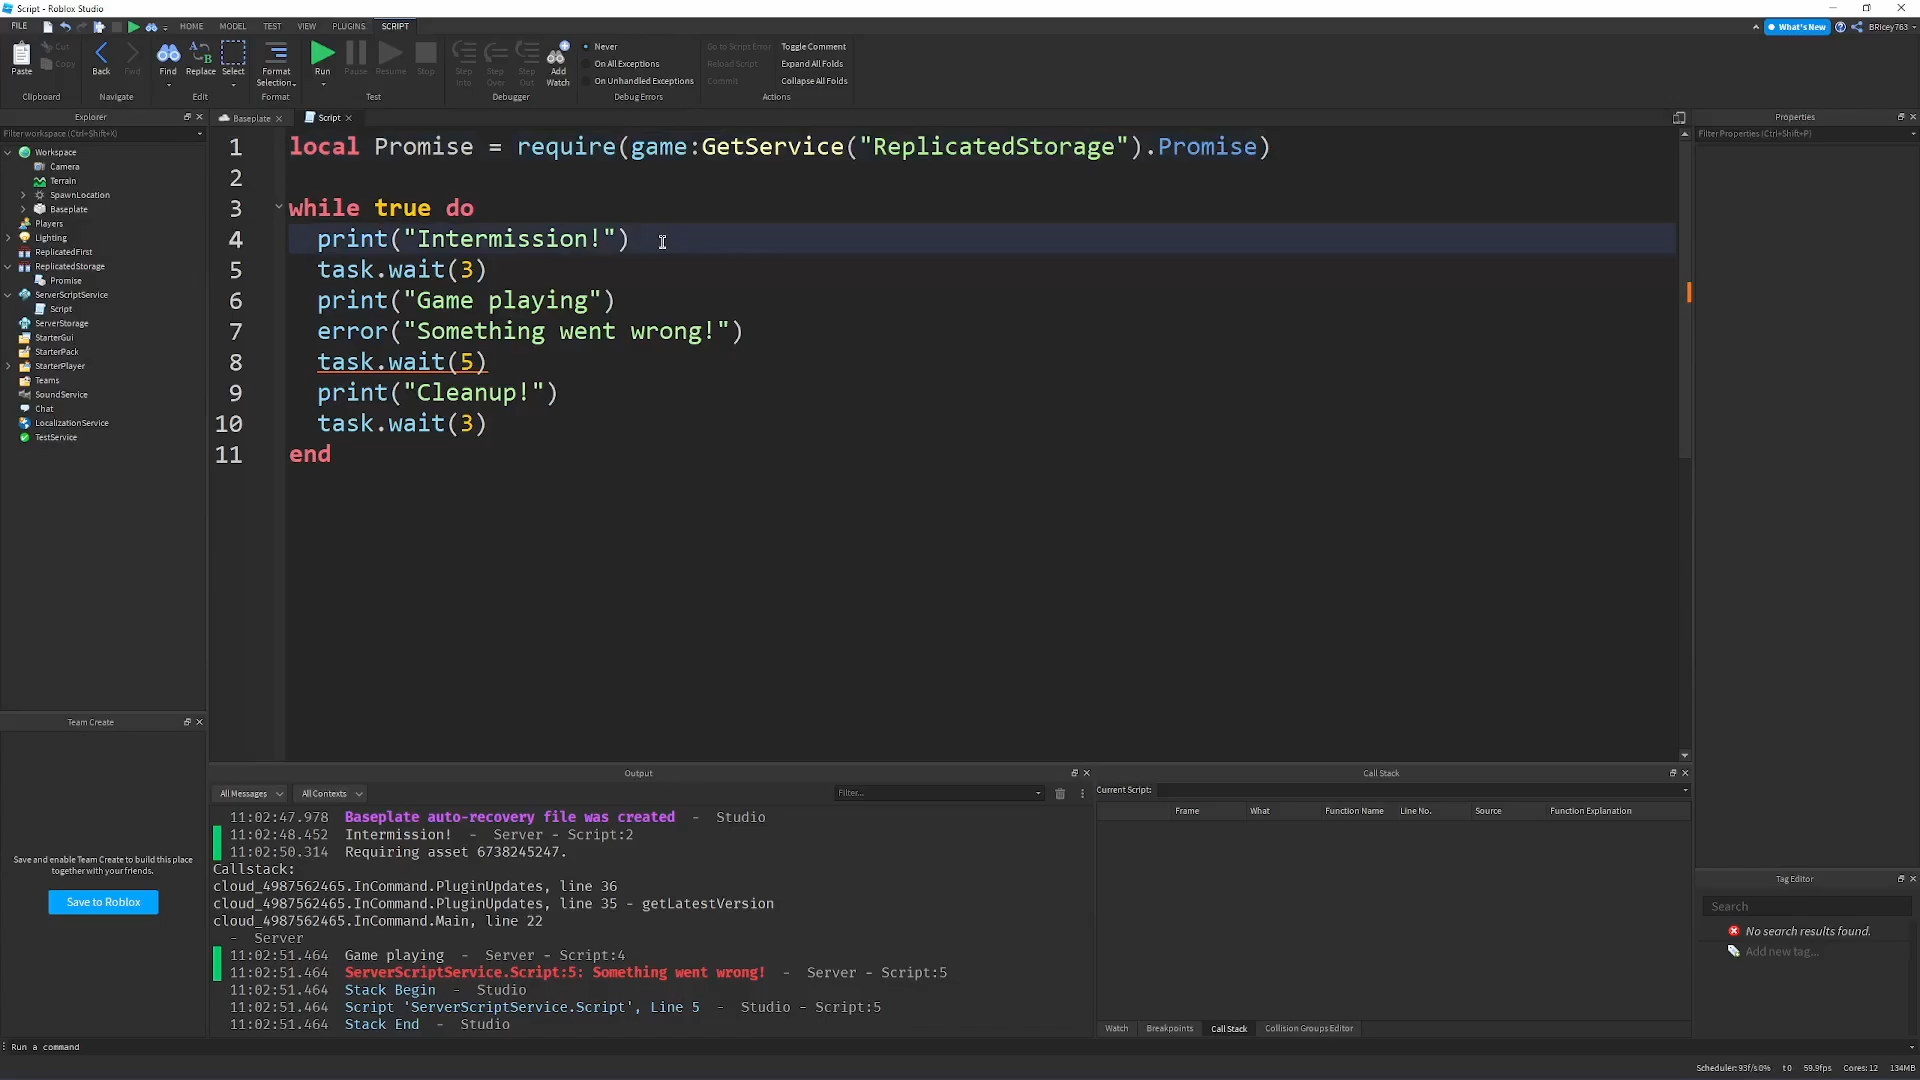 Script - Roblox Studio
FILE HOME MODEL TEST VIEW PLUGINS SCRIPT
What's New BRicey763
Paste Cut Copy Back Fwd Find Replace Select Format Selection Run Pause Resume Stop Step Into Step Over Step Out Add Watch
Never
On All Exceptions
On Unhandled Exceptions
Go to Script Error
Reload Script
Commit
Toggle Comment
Expand All Folds
Collapse All Folds
Clipboard Navigate Edit Format Test Debugger Debug Errors Actions
Explorer
Filter workspace (Ctrl+Shift+X)
Workspace
Camera
Terrain
SpawnLocation
Baseplate
Players
Lighting
ReplicatedFirst
ReplicatedStorage
Promise
ServerScriptService
Script
ServerStorage
StarterGui
StarterPack
StarterPlayer
Teams
SoundService
Chat
LocalizationService
TestService
Team Create
Save and enable Team Create to build this place
together with your friends.
Save to Roblox
Baseplate Script
1 local Promise = require(game:GetService("ReplicatedStorage").Promise)
2
3 while true do
4 print("Intermission!")
5 task.wait(3)
6 print("Game playing")
7 error("Something went wrong!")
8 task.wait(5)
9 print("Cleanup!")
10 task.wait(3)
11 end
Output
All Messages All Contexts Filter...
11:02:47.978 Baseplate auto-recovery file was created - Studio
11:02:48.452 Intermission! - Server - Script:2
11:02:50.314 Requiring asset 6738245247.
Callstack:
cloud_4987562465.InCommand.PluginUpdates, line 36
cloud_4987562465.InCommand.PluginUpdates, line 35 - getLatestVersion
cloud_4987562465.InCommand.Main, line 22
- Server
11:02:51.464 Game playing - Server - Script:4
11:02:51.464 ServerScriptService.Script:5: Something went wrong! - Server - Script:5
11:02:51.464 Stack Begin - Studio
11:02:51.464 Script 'ServerScriptService.Script', Line 5 - Studio - Script:5
11:02:51.464 Stack End - Studio
Call Stack
Current Script:
Frame What Function Name Line No. Source Function Explanation
Watch Breakpoints Call Stack Collision Groups Editor
Properties
Filter Properties (Ctrl+Shift+P)
Tag Editor
Search
No search results found.
Add new tag...
Run a command
Scheduler: 93f/s 0% t0 59.9fps Cores: 12 134MB